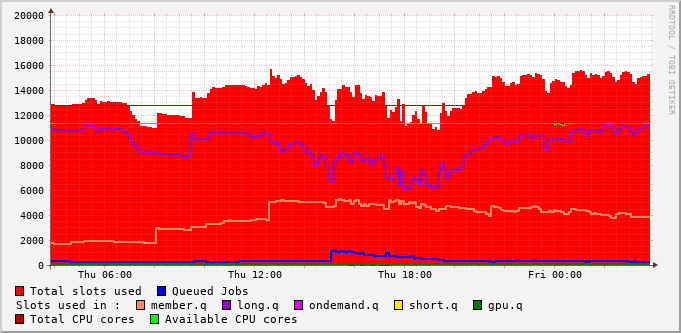 RRDTOOL / TOBI OETIKER
20000
18000
16000
14000
12000
10000
8000
6000
4000
2000
0
Thu 06:00 Thu 12:00 Thu 18:00 Fri 00:00
Total slots used Queued Jobs
Slots used in : member.q long.q ondemand.q short.q gpu.q
Total CPU cores Available CPU cores